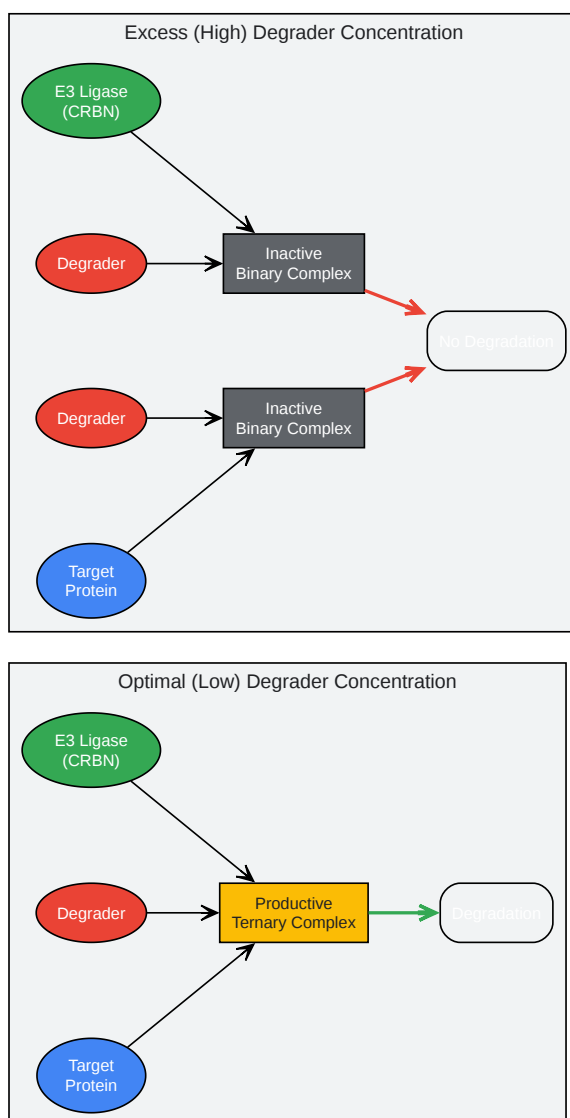 Excess (High) Degrader Concentration
E3 Ligase
(CRBN)
Degrader
Inactive
Binary Complex
No Degradation
Degrader
Inactive
Binary Complex
Target
Protein
Optimal (Low) Degrader Concentration
E3 Ligase
(CRBN)
Degrader
Productive
Ternary Complex
Degradation
Target
Protein